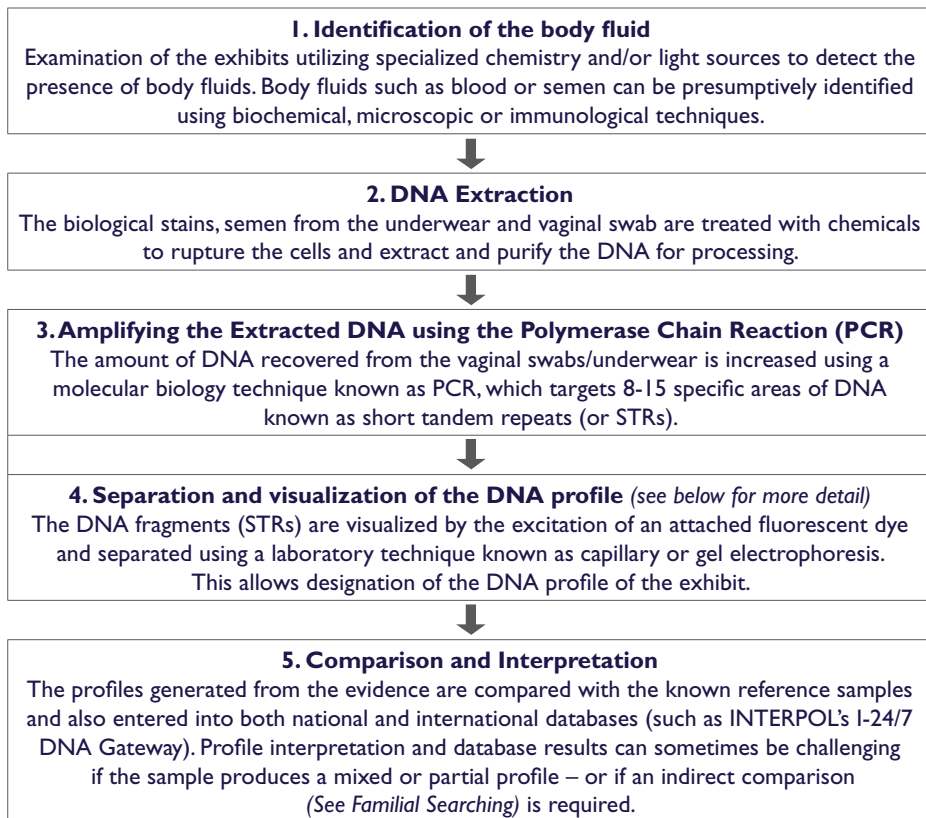 1. Identification of the body fluid
Examination of the exhibits utilizing specialized chemistry and/or light sources to detect the
presence of body fluids. Body fluids such as blood or semen can be presumptively identified
using biochemical, microscopic or immunological techniques.
2. DNA Extraction
The biological stains, semen from the underwear and vaginal swab are treated with chemicals
to rupture the cells and extract and purify the DNA for processing.
3. Amplifying the Extracted DNA using the Polymerase Chain Reaction (PCR)
The amount of DNA recovered from the vaginal swabs/underwear is increased using a
molecular biology technique known as PCR, which targets 8-15 specific areas of DNA
known as short tandem repeats (or STRs).
4. Separation and visualization of the DNA profile (see below for more detail)
The DNA fragments (STRs) are visualized by the excitation of an attached fluorescent dye
and separated using a laboratory technique known as capillary or gel electrophoresis.
This allows designation of the DNA profile of the exhibit.
5. Comparison and Interpretation
The profiles generated from the evidence are compared with the known reference samples
and also entered into both national and international databases (such as INTERPOL's I-24/7
DNA Gateway). Profile interpretation and database results can sometimes be challenging
if the sample produces a mixed or partial profile – or if an indirect comparison
(See Familial Searching) is required.